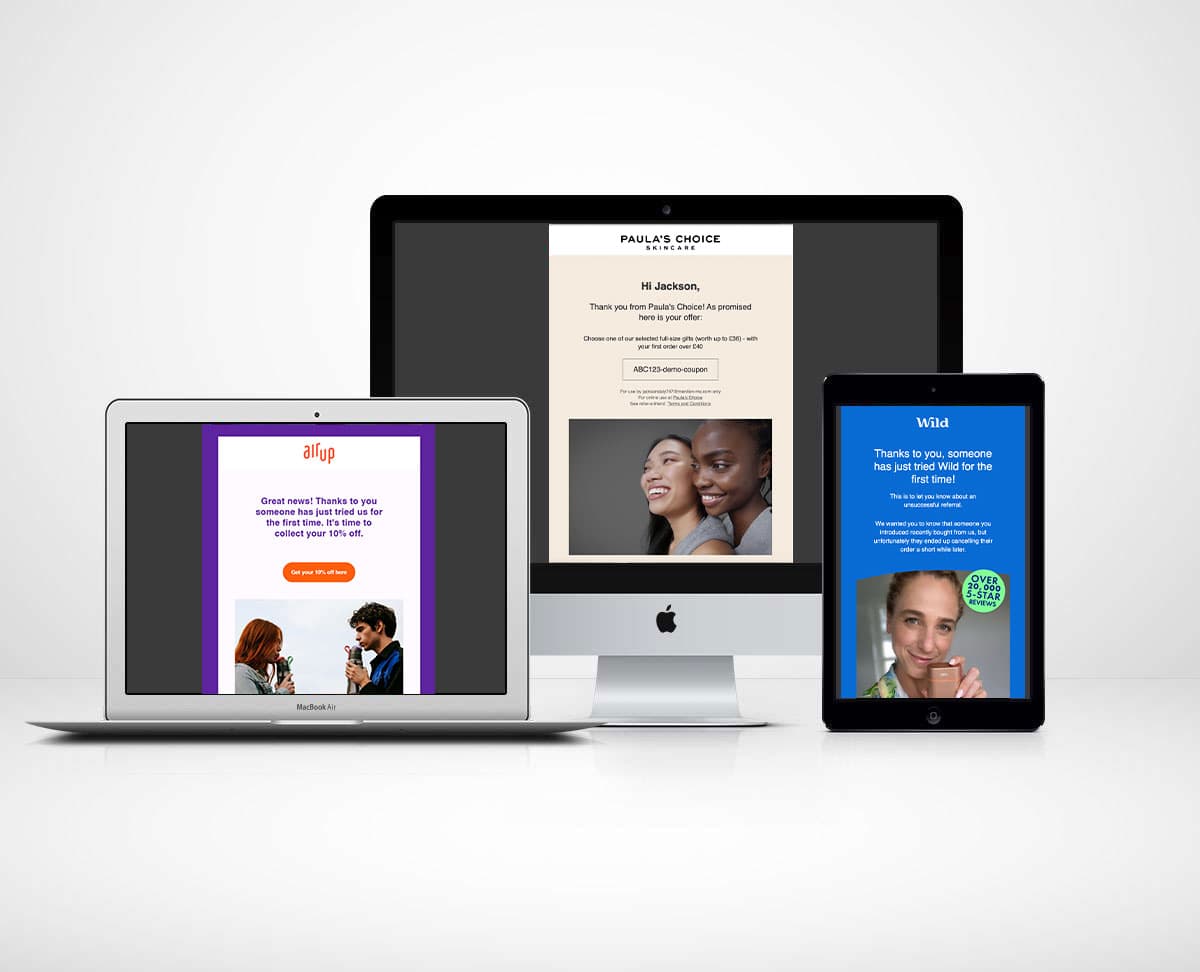 PAULA'S CHOICE
SKINCARE
Hi Jackson,
Thank you from Paula's Choice! As promised
here is your offer:
Choose one of our selected full-size gifts (worth up to £36) - with
your first order over £40
ABC123-demo-coupon
For use by
only
For online use at Paula's Choice
See refer-a-friend Terms and Conditions
airup
Great news! Thanks to you
someone has just tried us for
the first time. It's time to
collect your 10% off.
Get your 10% off here
MacBook Air
Wild
Thanks to you, someone
has just tried Wild for the
first time!
This is to let you know about an
unsuccessful referral.
We wanted you to know that someone you
introduced recently bought from us, but
unfortunately they ended up cancelling their
order a short while later.
OVER
20,000
5-STAR
REVIEWS